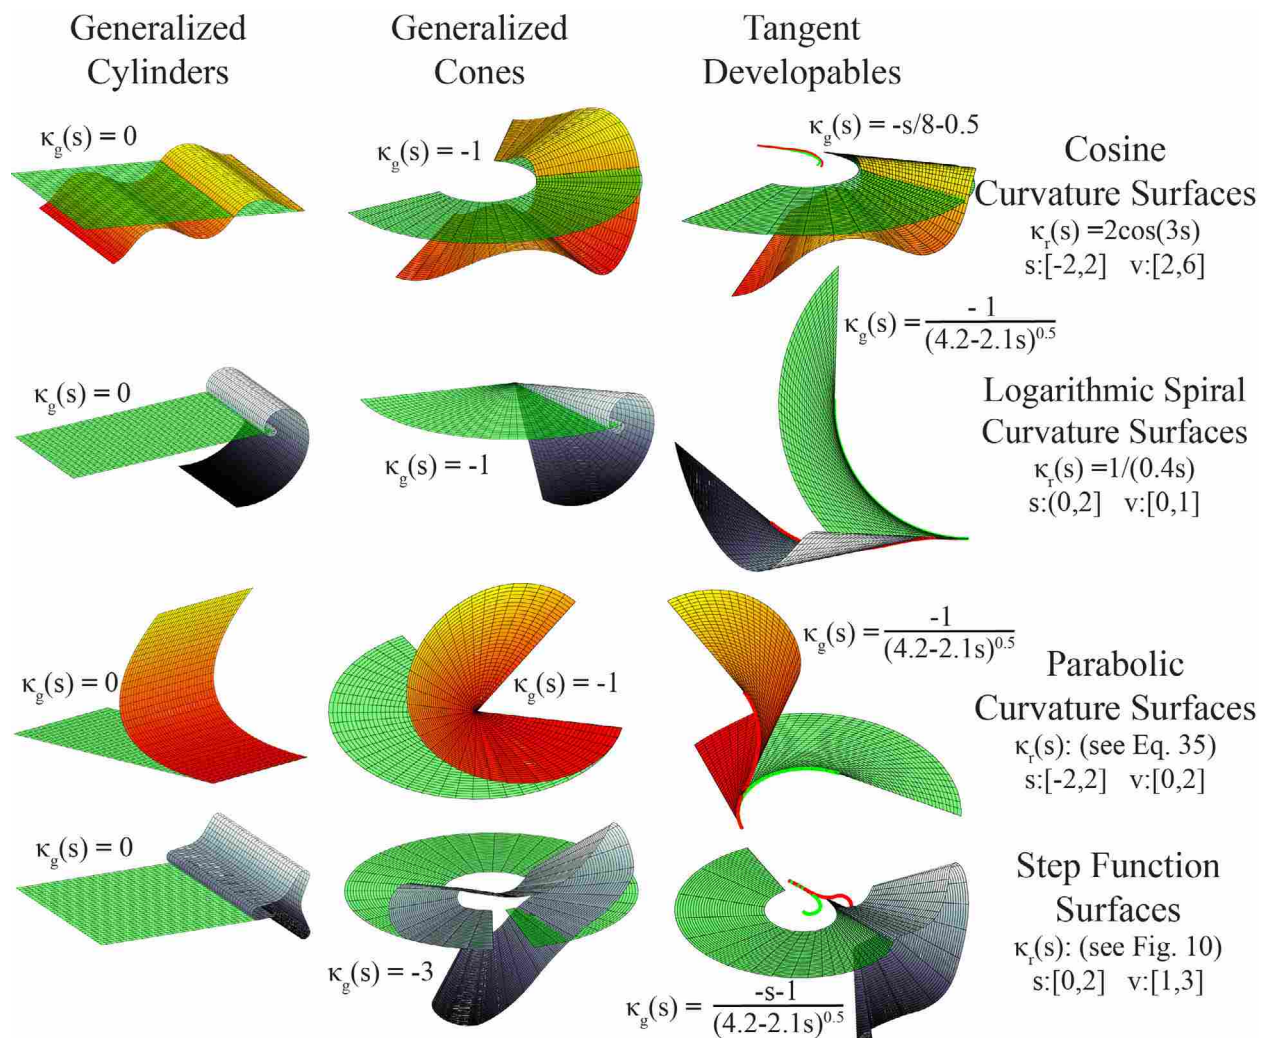 Generalized
Cylinders
Generalized
Cones
Tangent
Developables
κg(s) = 0
κg(s) = -1
κg(s) = -s/8-0.5
Cosine
Curvature Surfaces
κr(s) =2cos(3s)
s:[-2,2] v:[2,6]
κg(s) = 0
κg(s) = -1
κg(s) = - 1
(4.2-2.1s)0.5
Logarithmic Spiral
Curvature Surfaces
κr(s) =1/(0.4s)
s:(0,2] v:[0,1]
κg(s) = 0
κg(s) = -1
κg(s) = -1
(4.2-2.1s)0.5
Parabolic
Curvature Surfaces
κr(s): (see Eq. 35)
s:[-2,2] v:[0,2]
κg(s) = 0
κg(s) = -3
κg(s) = -s-1
(4.2-2.1s)0.5
Step Function
Surfaces
κr(s): (see Fig. 10)
s:[0,2] v:[1,3]